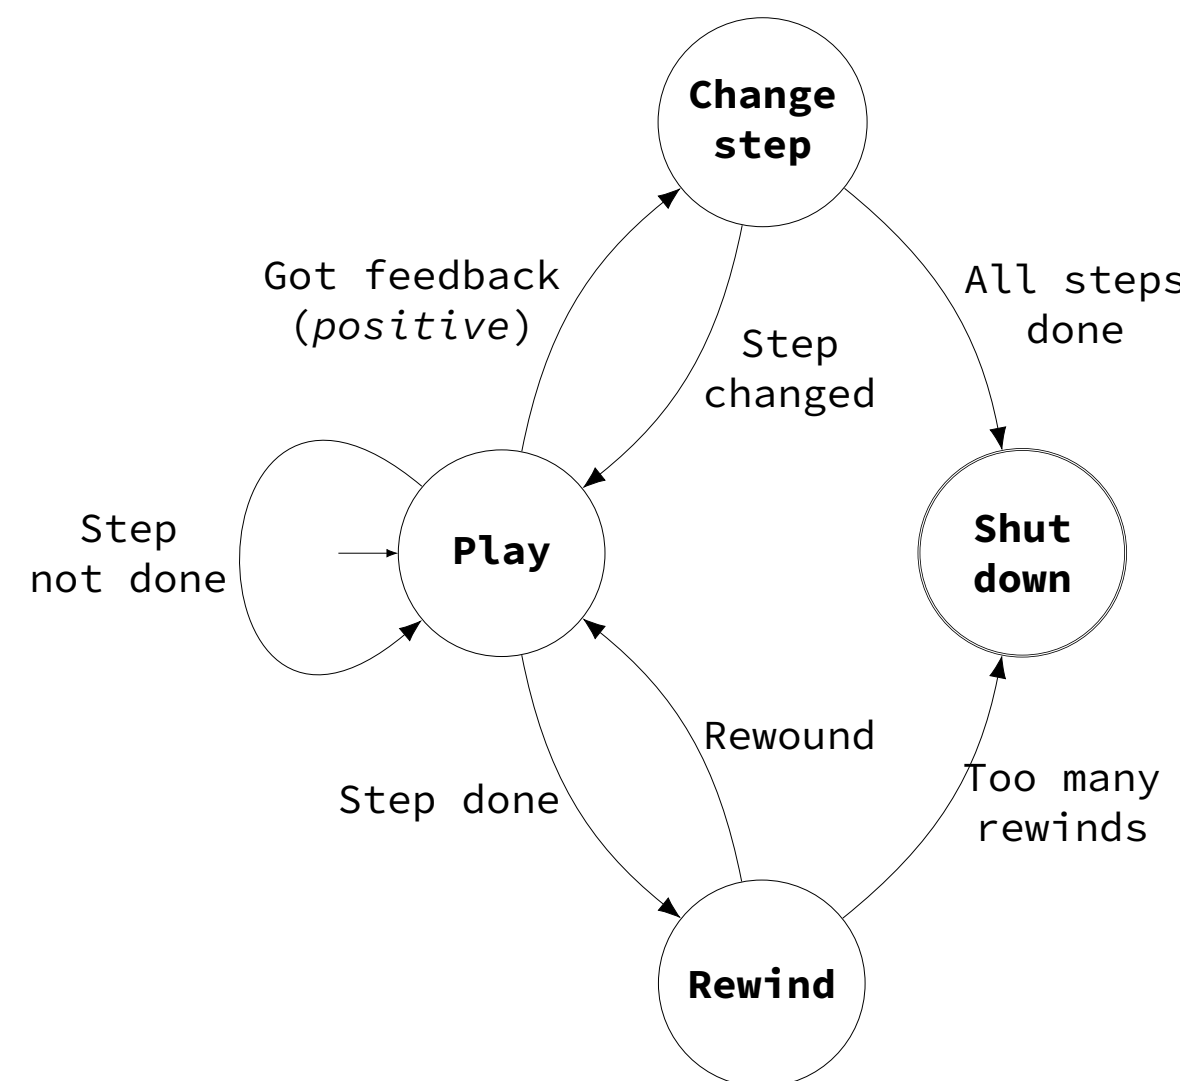 Change
step
Got feedback
(positive)
All steps
done
Step
changed
Step
not done
Play
Shut
down
Rewound
Step done
Too many
rewinds
Rewind